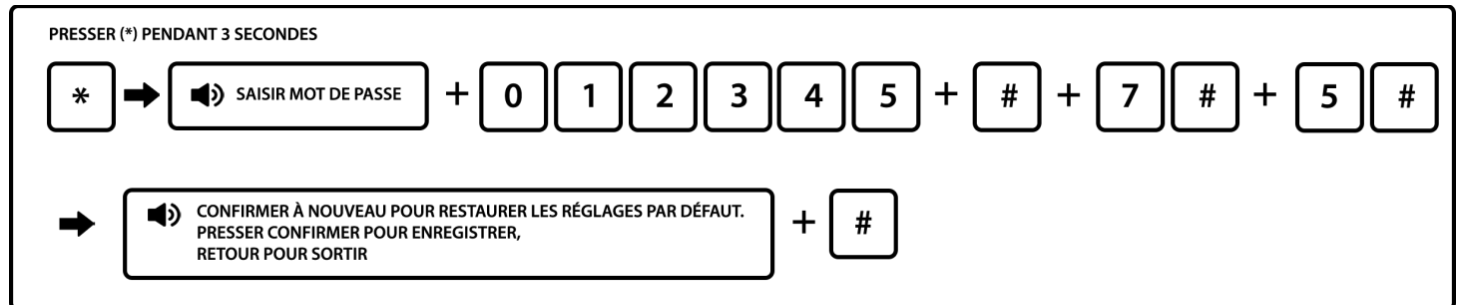 PRESSER (*) PENDANT 3 SECONDES
* SAISIR MOT DE PASSE + 0 1 2 3 4 5 + # + 7 # + 5 #
CONFIRMER À NOUVEAU POUR RESTAURER LES RÉGLAGES PAR DÉFAUT.
PRESSER CONFIRMER POUR ENREGISTRER,
RETOUR POUR SORTIR
+ #